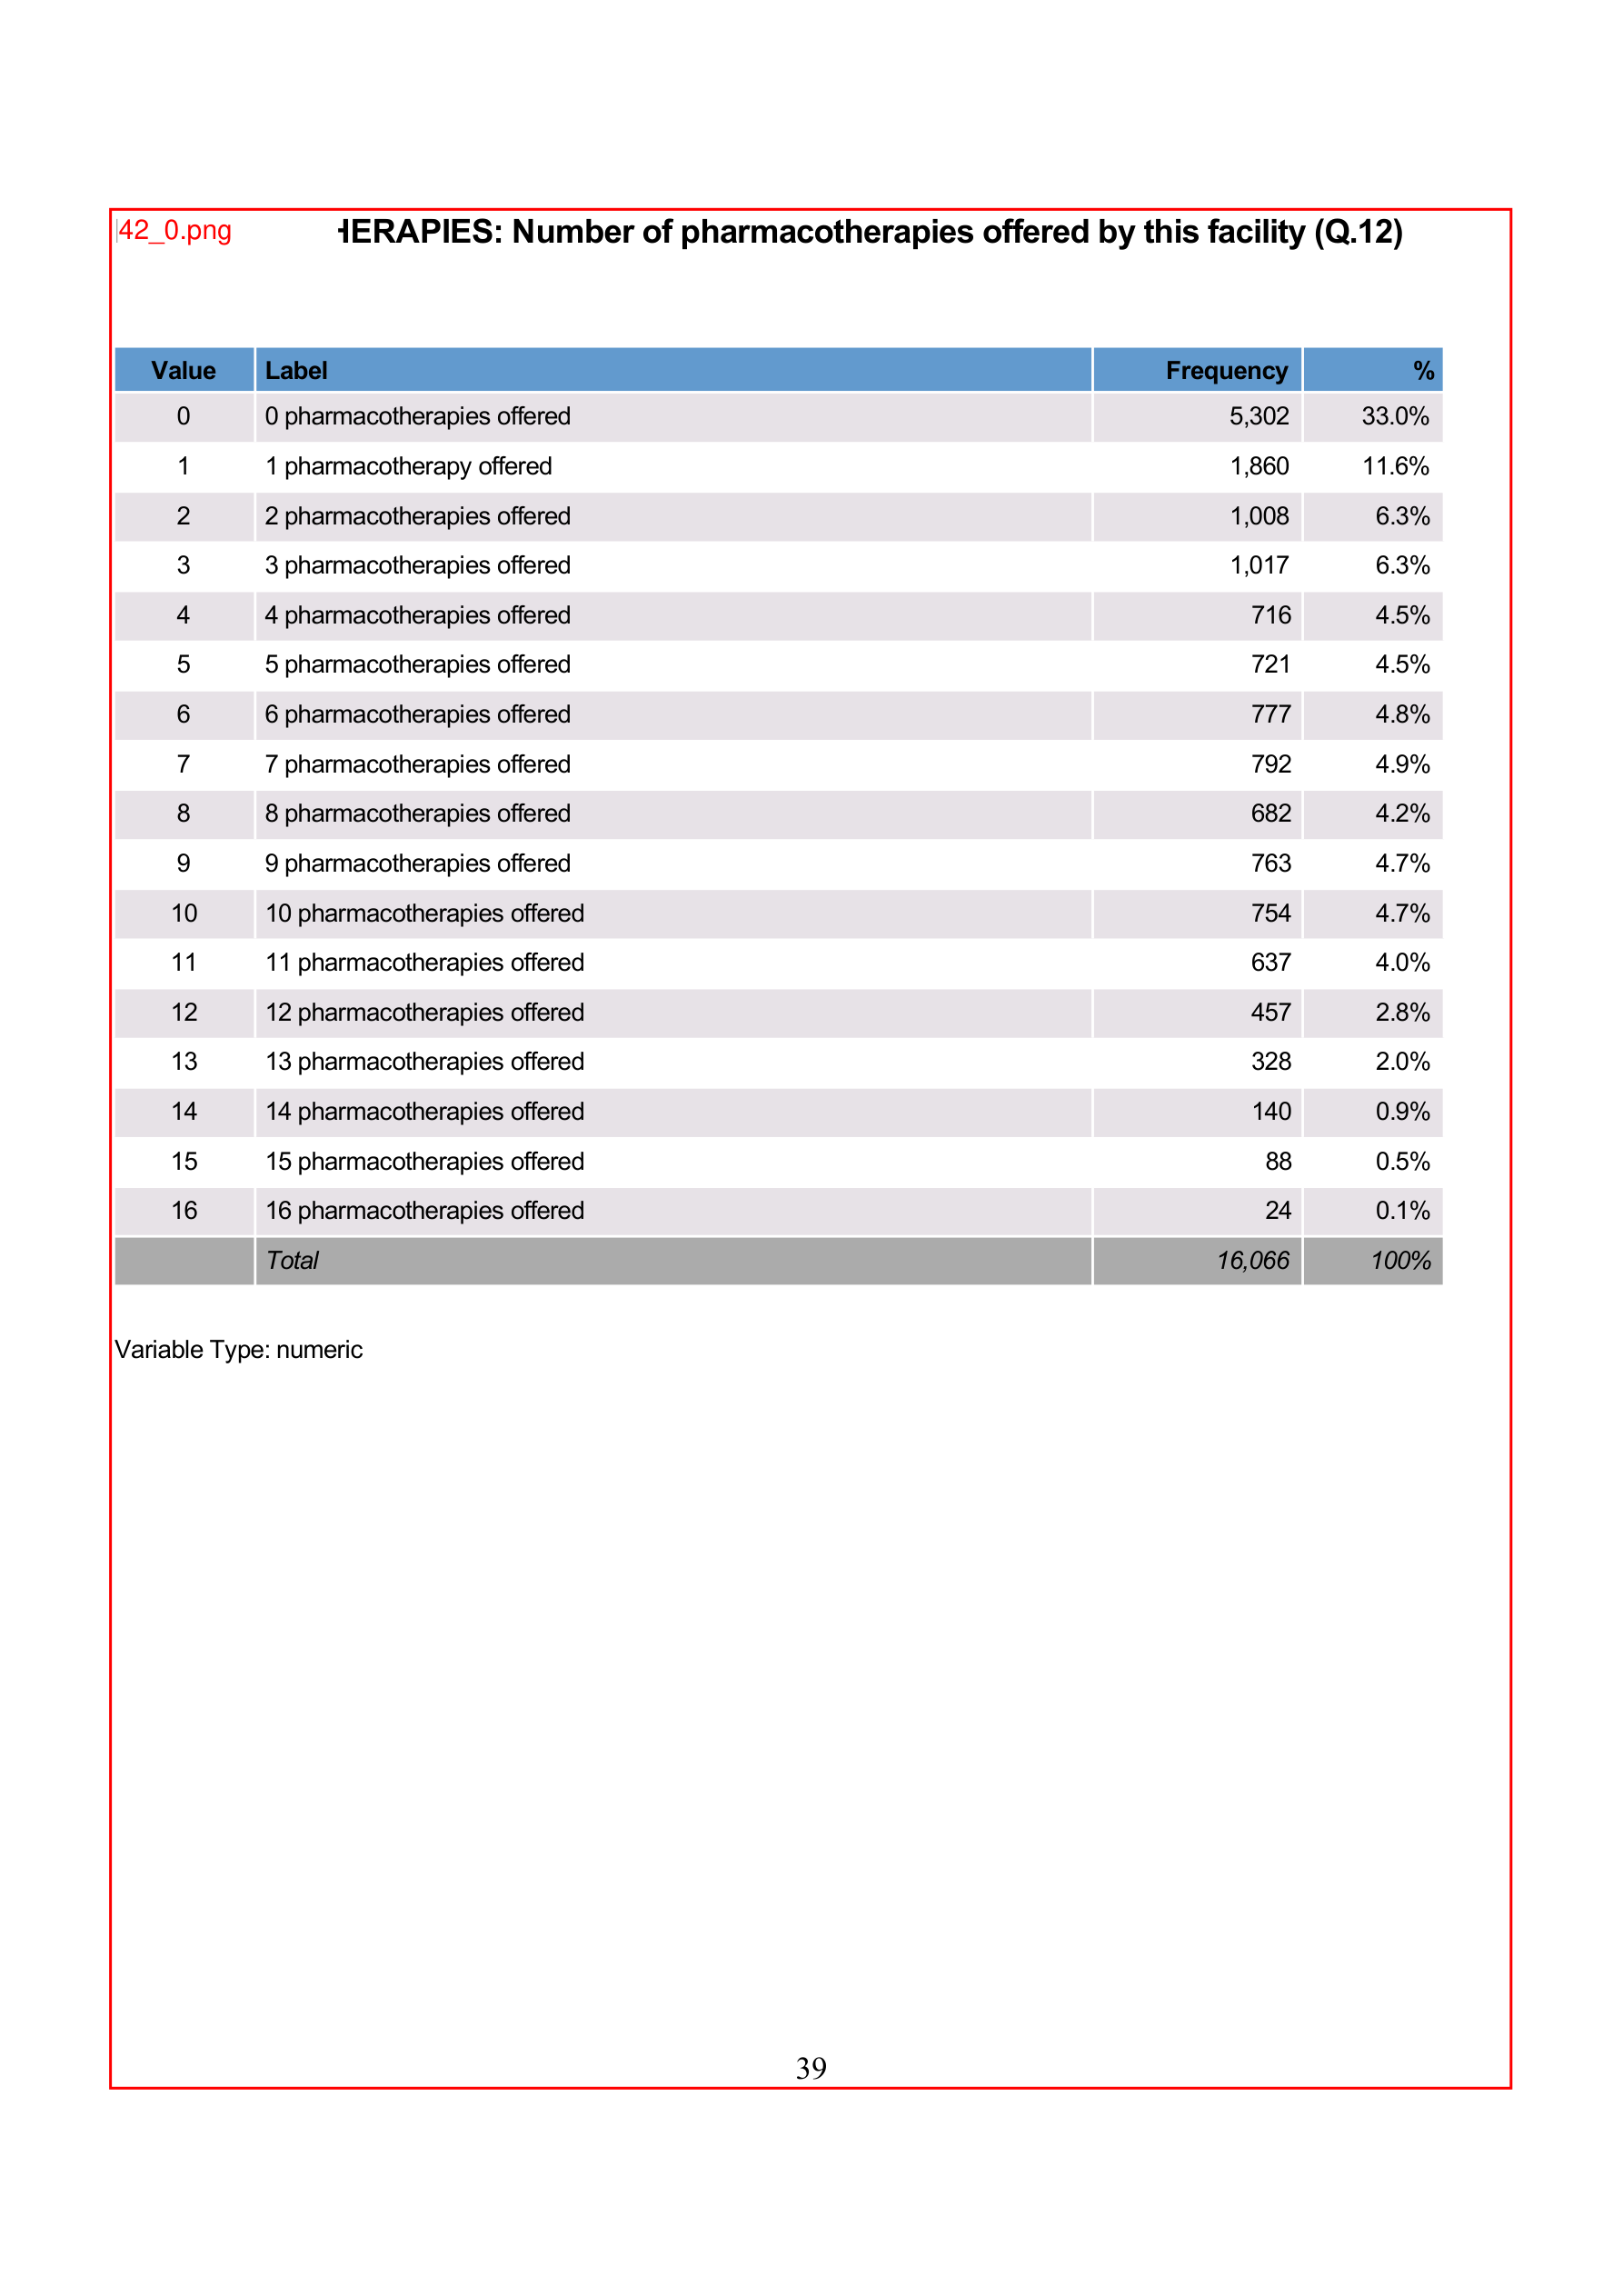 42_0.png
HERAPIES: Number of pharmacotherapies offered by this facility (Q.12)
Value Label Frequency %
0 0 pharmacotherapies offered 5,302 33.0%
1 1 pharmacotherapy offered 1,860 11.6%
2 2 pharmacotherapies offered 1,008 6.3%
3 3 pharmacotherapies offered 1,017 6.3%
4 4 pharmacotherapies offered 716 4.5%
5 5 pharmacotherapies offered 721 4.5%
6 6 pharmacotherapies offered 777 4.8%
7 7 pharmacotherapies offered 792 4.9%
8 8 pharmacotherapies offered 682 4.2%
9 9 pharmacotherapies offered 763 4.7%
10 10 pharmacotherapies offered 754 4.7%
11 11 pharmacotherapies offered 637 4.0%
12 12 pharmacotherapies offered 457 2.8%
13 13 pharmacotherapies offered 328 2.0%
14 14 pharmacotherapies offered 140 0.9%
15 15 pharmacotherapies offered 88 0.5%
16 16 pharmacotherapies offered 24 0.1%
Total 16,066 100%
Variable Type: numeric
39